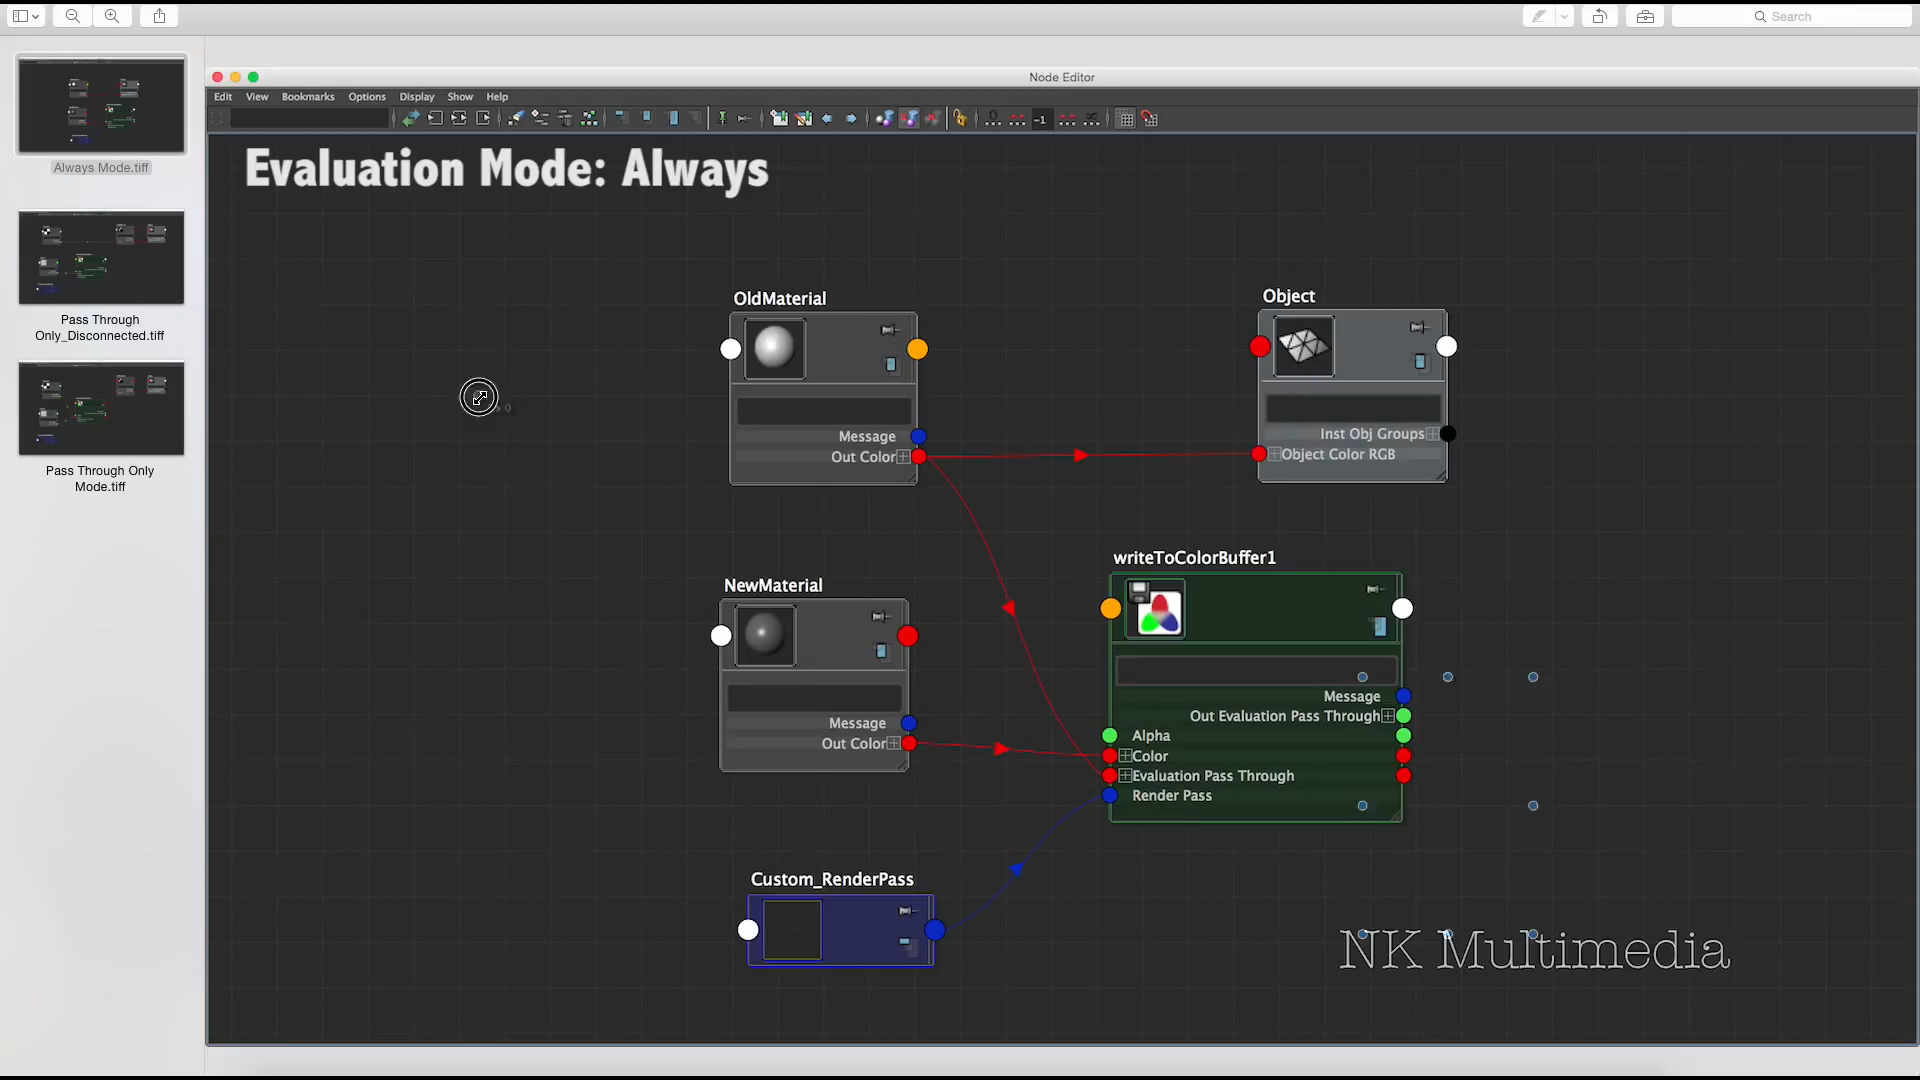 Search
Always Mode.tiff
Pass Through
Only_Disconnected.tiff
Pass Through Only
Mode.tiff
Node Editor
Edit View Bookmarks Options Display Show Help
-1
Evaluation Mode: Always
OldMaterial
Message
Out Color
Object
Inst Obj Groups
Object Color RGB
NewMaterial
Message
Out Color
writeToColorBuffer1
Message
Out Evaluation Pass Through
Alpha
Color
Evaluation Pass Through
Render Pass
Custom_RenderPass
NK Multimedia